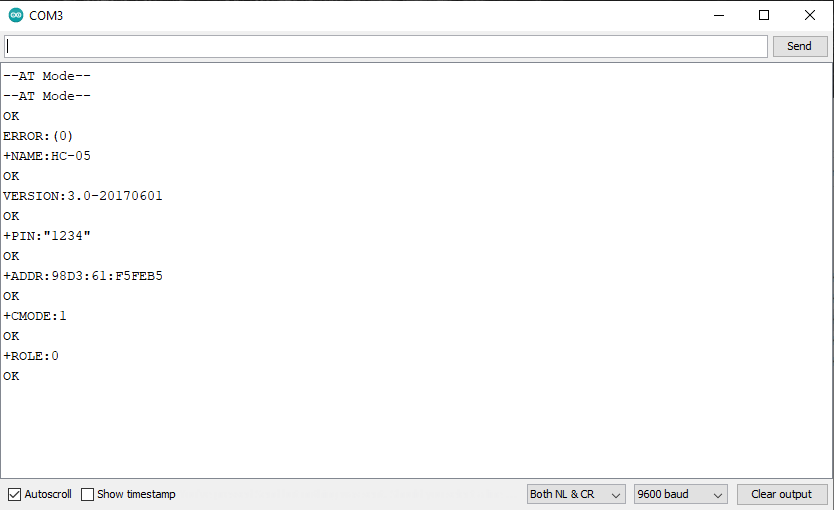 COM3
Send
--AT Mode--
--AT Mode--
OK
ERROR:(0)
+NAME:HC-05
OK
VERSION:3.0-20170601
OK
+PIN:"1234"
OK
+ADDR:98D3:61:F5FEB5
OK
+CMODE:1
OK
+ROLE:0
OK
Autoscroll Show timestamp Both NL & CR 9600 baud Clear output